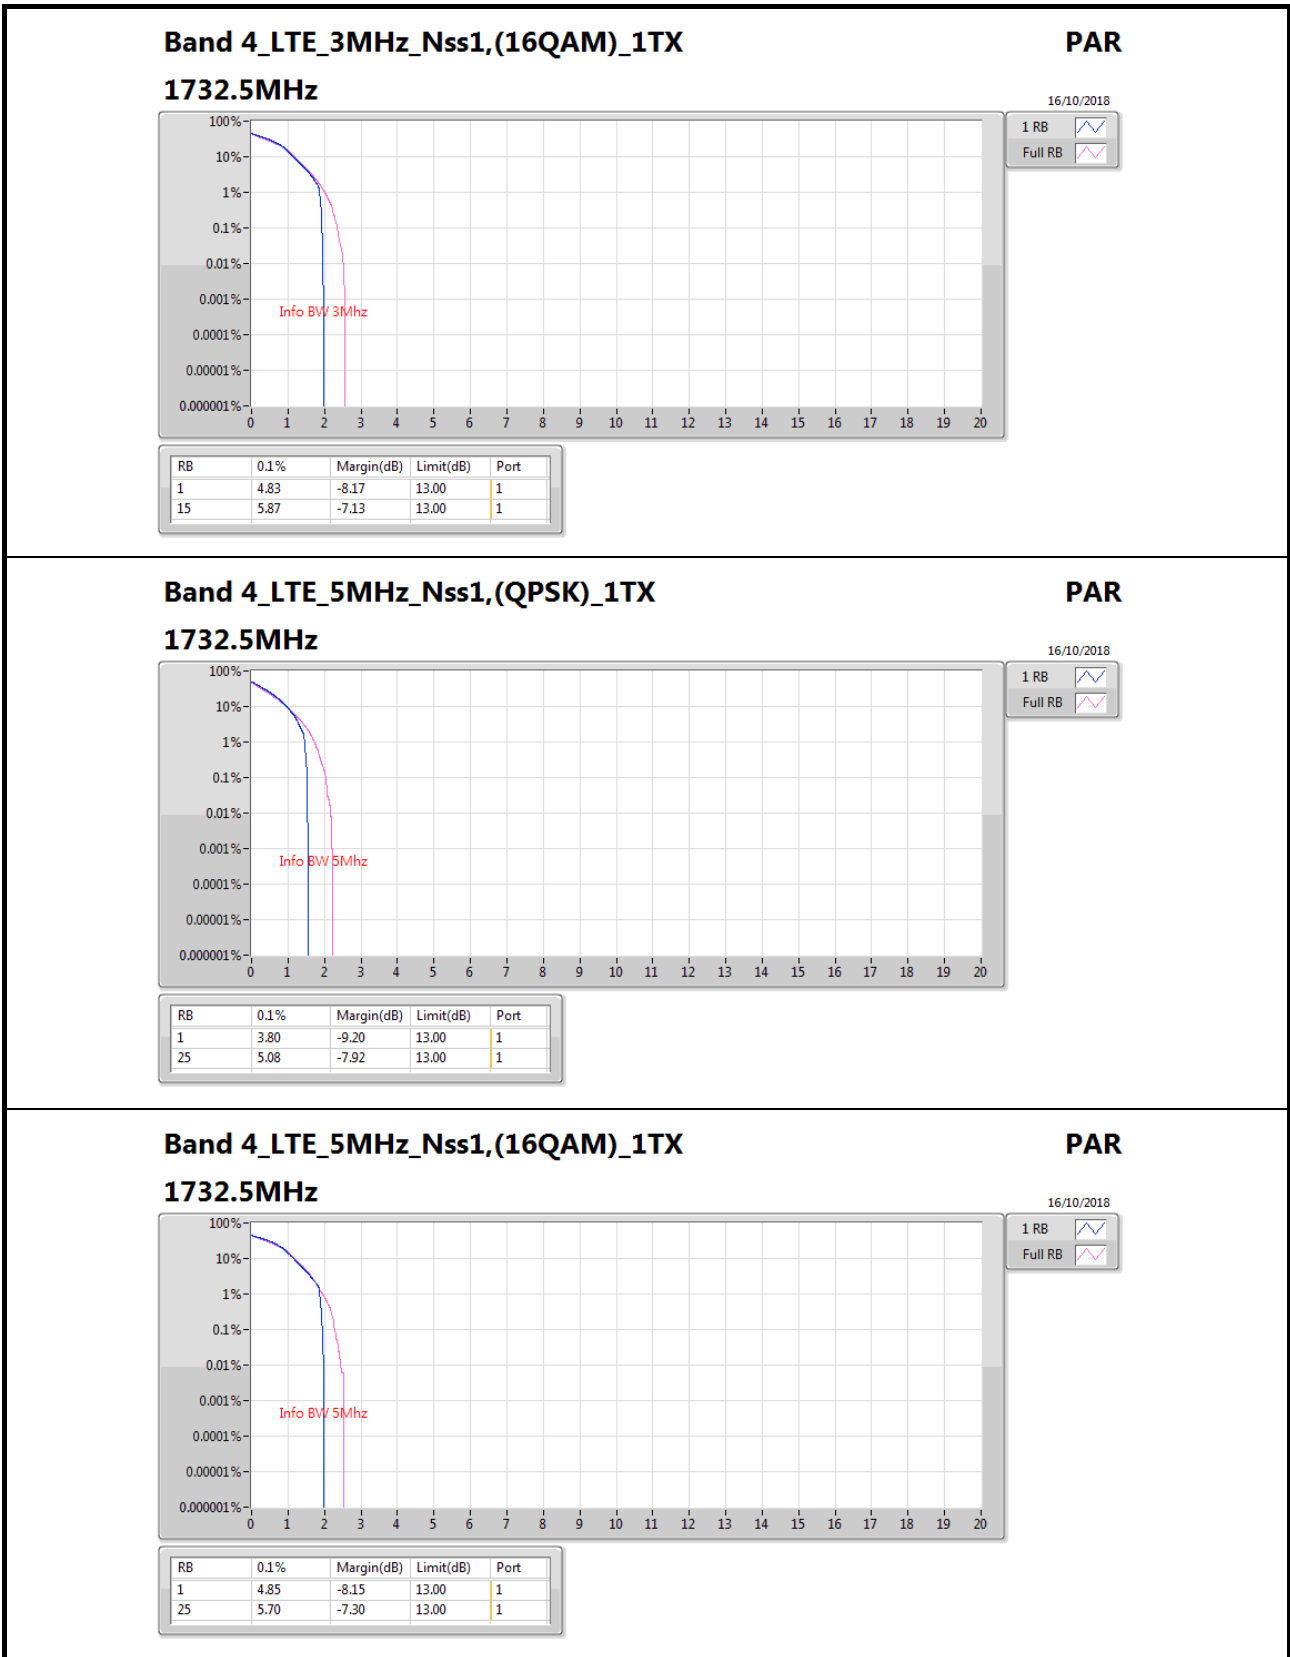 Band 4_LTE_3MHz_Nss1,(16QAM)_1TX PAR
1732.5MHz
16/10/2018
1 RB
Full RB
100%
10%
1%
0.1%
0.01%
0.001%
Info BW 3Mhz
0.0001%
0.00001%
0.000001%
0 1 2 3 4 5 6 7 8 9 10 11 12 13 14 15 16 17 18 19 20
RB 0.1% Margin(dB) Limit(dB) Port
1 4.83 -8.17 13.00 1
15 5.87 -7.13 13.00 1
Band 4_LTE_5MHz_Nss1,(QPSK)_1TX PAR
1732.5MHz
16/10/2018
1 RB
Full RB
100%
10%
1%
0.1%
0.01%
0.001%
Info BW 5Mhz
0.0001%
0.00001%
0.000001%
0 1 2 3 4 5 6 7 8 9 10 11 12 13 14 15 16 17 18 19 20
RB 0.1% Margin(dB) Limit(dB) Port
1 3.80 -9.20 13.00 1
25 5.08 -7.92 13.00 1
Band 4_LTE_5MHz_Nss1,(16QAM)_1TX PAR
1732.5MHz
16/10/2018
1 RB
Full RB
100%
10%
1%
0.1%
0.01%
0.001%
Info BW 5Mhz
0.0001%
0.00001%
0.000001%
0 1 2 3 4 5 6 7 8 9 10 11 12 13 14 15 16 17 18 19 20
RB 0.1% Margin(dB) Limit(dB) Port
1 4.85 -8.15 13.00 1
25 5.70 -7.30 13.00 1